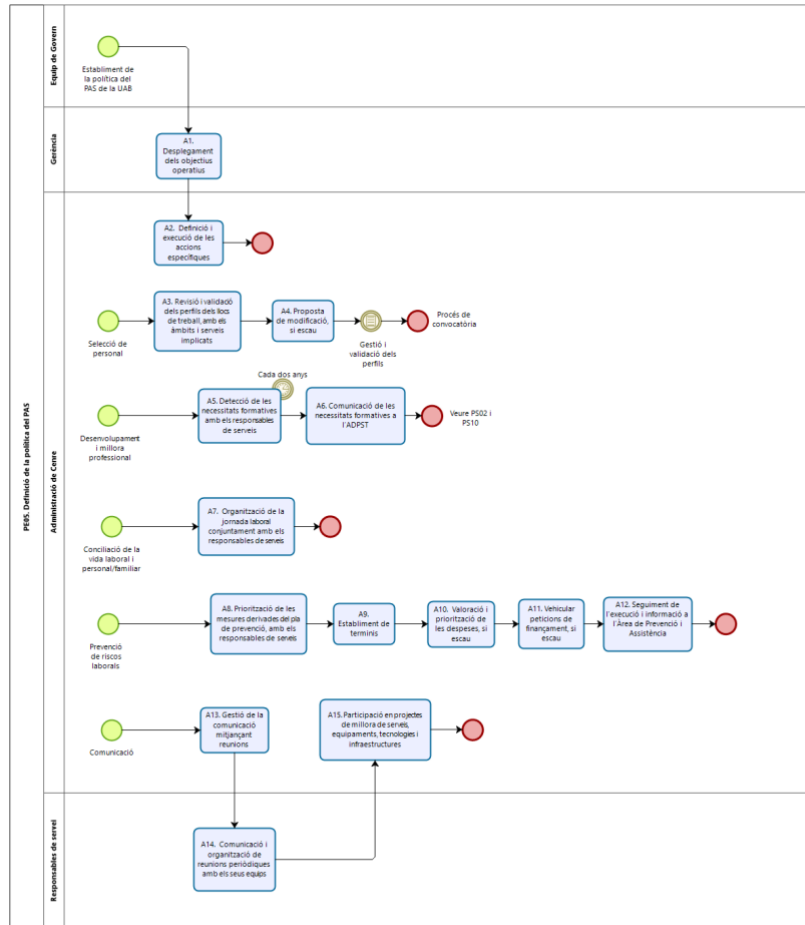 PE05. Definició de la política del PAS
Equip de Govern
Establiment de
la política del
PAS de la UAB
Gerència
A1.
Desplegament
dels objectius
operatius
Administració de Cenre
A2. Definició i
execució de les
accions
específiques
Selecció de
personal
A3. Revisió i validació
dels perfils dels llocs
de treball, amb els
àmbits i serveis
implicats
A4. Proposta
de modificació,
si escau
Gestió i
validació dels
perfils
Procés de
convocatòria
Cada dos anys
Desenvolupament
i millora
professional
A5. Detecció de les
necessitats formatives
amb els responsables
de serveis
A6. Comunicació de les
necessitats formatives a
l'ADPST
Veure PS02 i
PS10
Conciliació de la
vida laboral i
personal/familiar
A7. Organització de la
jornada laboral
conjuntament amb els
responsables de serveis
Prevenció
de riscos
laborals
A8. Priorització de les
mesures derivades del pla
de prevenció, amb els
responsables de serveis
A9.
Establiment de
terminis
A10. Valoració i
priorització de
les despeses, si
escau
A11. Vehicular
peticions de
finançament, si
escau
A12. Seguiment de
l'execució i informació a
l'Àrea de Prevenció i
Assistència
Comunicació
A13. Gestió de la
comunicació
mitjançant
reunions
A15. Participació en projectes
de millora de serveis,
equipaments, tecnologies i
infraestructures
Responsables de servei
A14. Comunicació i
organització de
reunions periòdiques
amb els seus equips